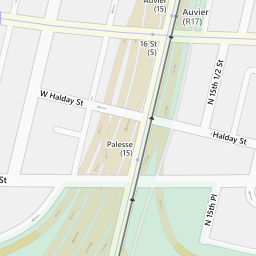 Auvier
(15)
Auvier
(R17)
16 St
(5)
N 15th 1/2 St
W Halday St
Halday St
Palesse
(15)
St
N 15th Pl